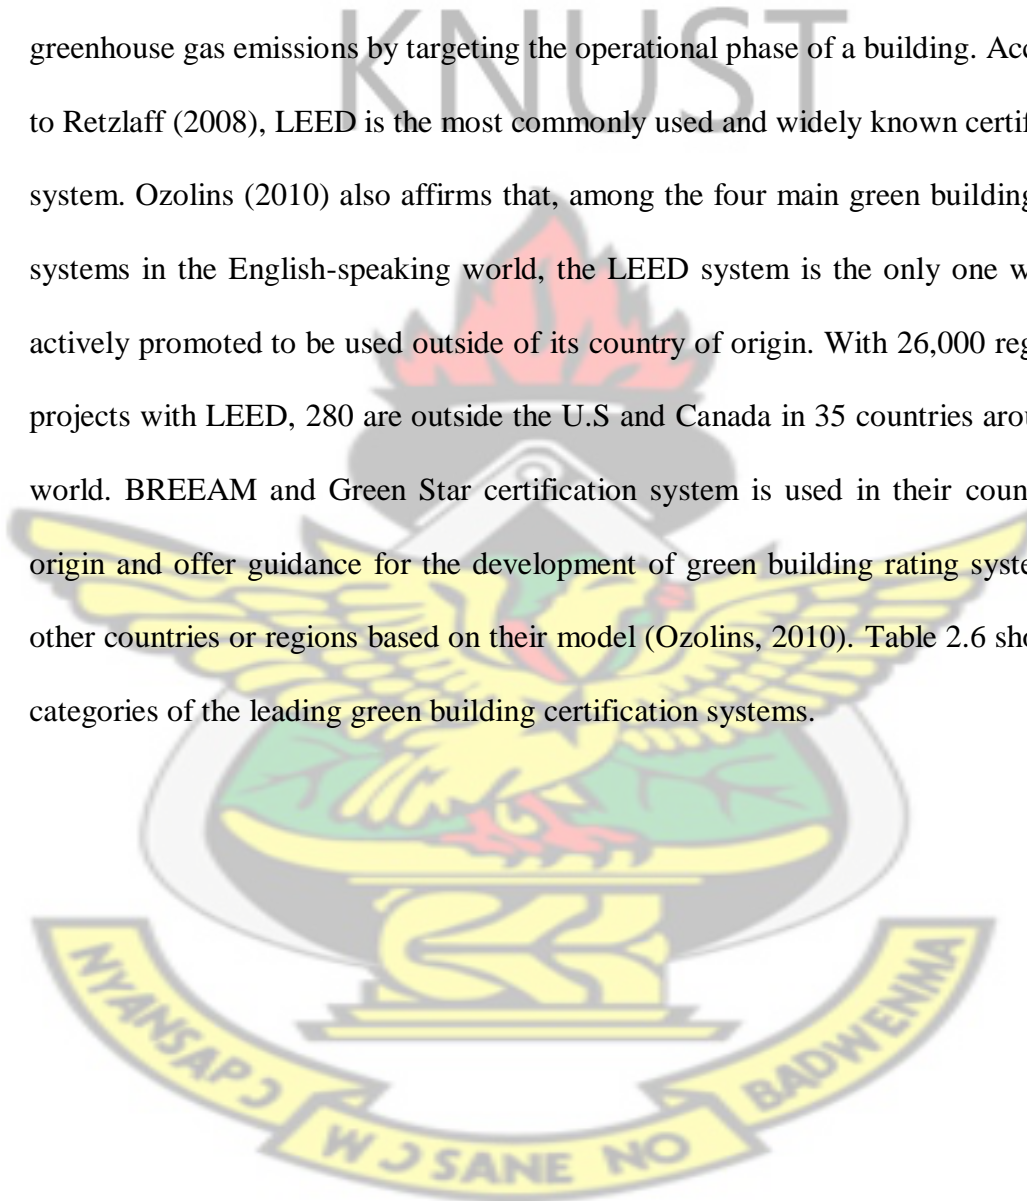 KNUST
greenhouse gas emissions by targeting the operational phase of a building. Acc
to Retzlaff (2008), LEED is the most commonly used and widely known certif
system. Ozolins (2010) also affirms that, among the four main green building
systems in the English-speaking world, the LEED system is the only one w
actively promoted to be used outside of its country of origin. With 26,000 reg
projects with LEED, 280 are outside the U.S and Canada in 35 countries arou
world. BREEAM and Green Star certification system is used in their coun
origin and offer guidance for the development of green building rating syste
other countries or regions based on their model (Ozolins, 2010). Table 2.6 sho
categories of the leading green building certification systems.
NYANSAPƆ
WƆSANE NO
BADWENMA